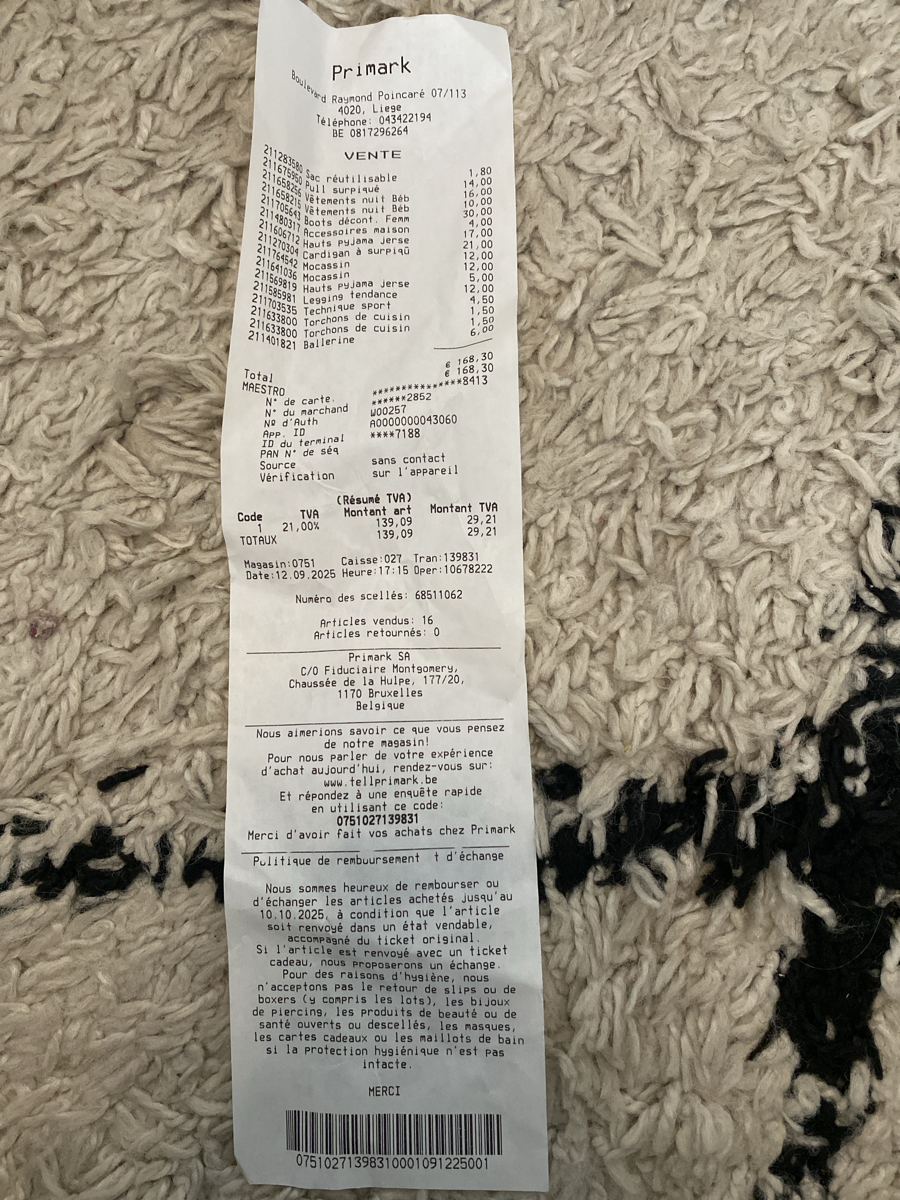 Primark
Boulevard Raymond Poincaré 07/113
4020, Liege
Téléphone: 043422194
BE 0817296264
VENTE
211283580 Sac réutilisable 1,80
211675950 Pull surpiqué 14,00
211658256 Vêtements nuit Béb 16,00
211658215 Vêtements nuit Béb 10,00
211705643 Boots décont. Femm 30,00
211480317 Accessoires maison 4,00
211606712 Hauts pyjama Jerse 17,00
211270304 Cardigan à surpiqû 21,00
211764542 Mocassin 12,00
211641036 Mocassin 12,00
211569819 Hauts pyjama Jerse 5,00
211585981 Legging tendance 12,00
211703535 Technique sport 4,50
211633800 Torchons de cuisin 1,50
211633800 Torchons de cuisin 1,50
211401821 Ballerine 6,00
Total € 168,30
MAESTRO € 168,30
N° de carte. ***************8413
N° du marchand ******2852
Nº d'Auth W00257
App. ID A0000000043060
ID du terminal ****7188
PAN N° de séq
Source sans contact
Vérification sur l'appareil
(Résumé TVA)
Code TVA Montant art Montant TVA
1 21,00% 139,09 29,21
TOTAUX 139,09 29,21
Magasin:0751 Caisse:027 Tran:139831
Date:12.09.2025 Heure:17:15 Oper:10678222
Numéro des scellés: 68511062
Articles vendus: 16
Articles retournés: 0
Primark SA
C/O Fiduciaire Montgomery,
Chaussée de la Hulpe, 177/20,
1170 Bruxelles
Belgique
Nous aimerions savoir ce que vous pensez
de notre magasin!
Pour nous parler de votre expérience
d'achat aujourd'hui, rendez-vous sur:
www.tellprimark.be
Et répondez à une enquête rapide
en utilisant ce code:
0751027139831
Merci d'avoir fait vos achats chez Primark
Politique de remboursement t d'échange
Nous sommes heureux de rembourser ou
d'échanger les articles achetés jusqu'au
10.10.2025, à condition que l'article
soit renvoyé dans un état vendable,
accompagné du ticket original.
Si l'article est renvoyé avec un ticket
cadeau, nous proposerons un échange.
Pour des raisons d'hygiène, nous
n'acceptons pas le retour de slips ou de
boxers (y compris les lots), les bijoux
de piercing, les produits de beauté ou de
santé ouverts ou descellés, les masques,
les cartes cadeaux ou les maillots de bain
si la protection hygiénique n'est pas
intacte.
MERCI
07510271398310001091225001